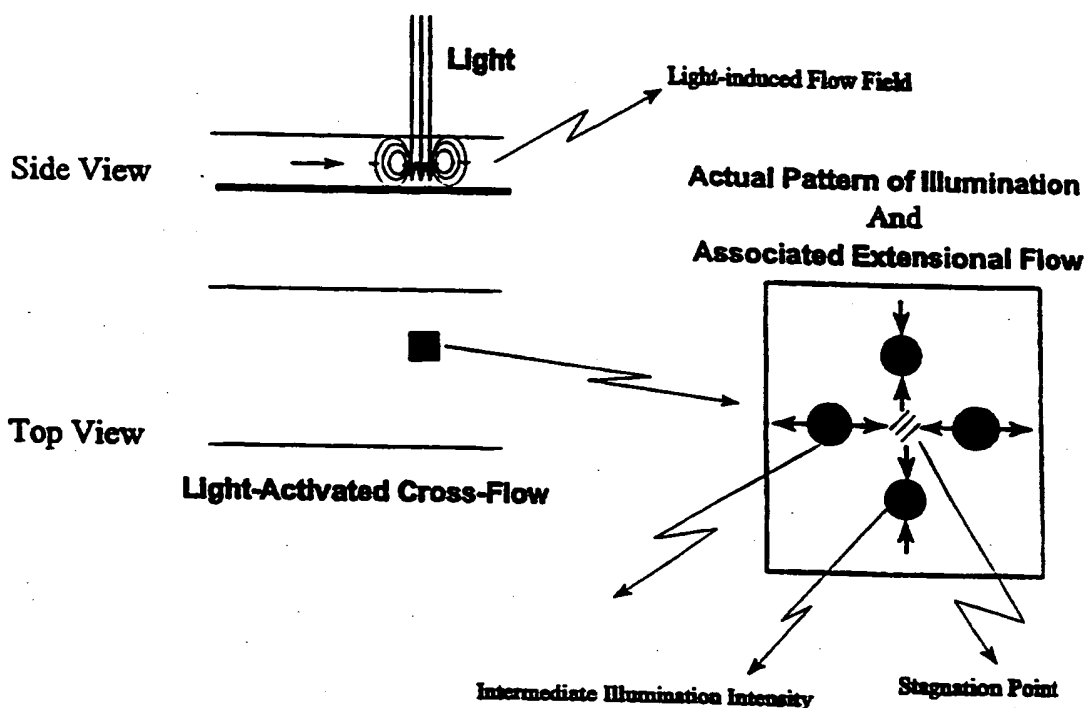 Light
Light-induced Flow Field
Side View
Actual Pattern of Illumination
And
Associated Extensional Flow
Top View
Light-Activated Cross-Flow
Intermediate Illumination Intensity
Stagnation Point